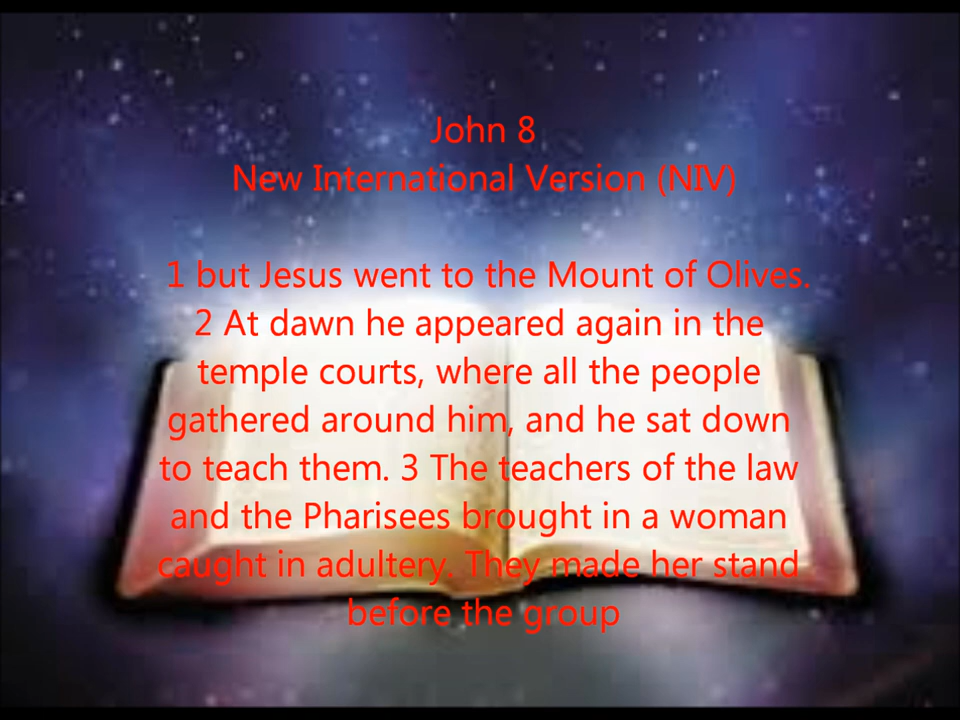 John 8
New International Version (NIV)
1 but Jesus went to the Mount of Olives.
2 At dawn he appeared again in the
temple courts, where all the people
gathered around him, and he sat down
to teach them. 3 The teachers of the law
and the Pharisees brought in a woman
caught in adultery. They made her stand
before the group